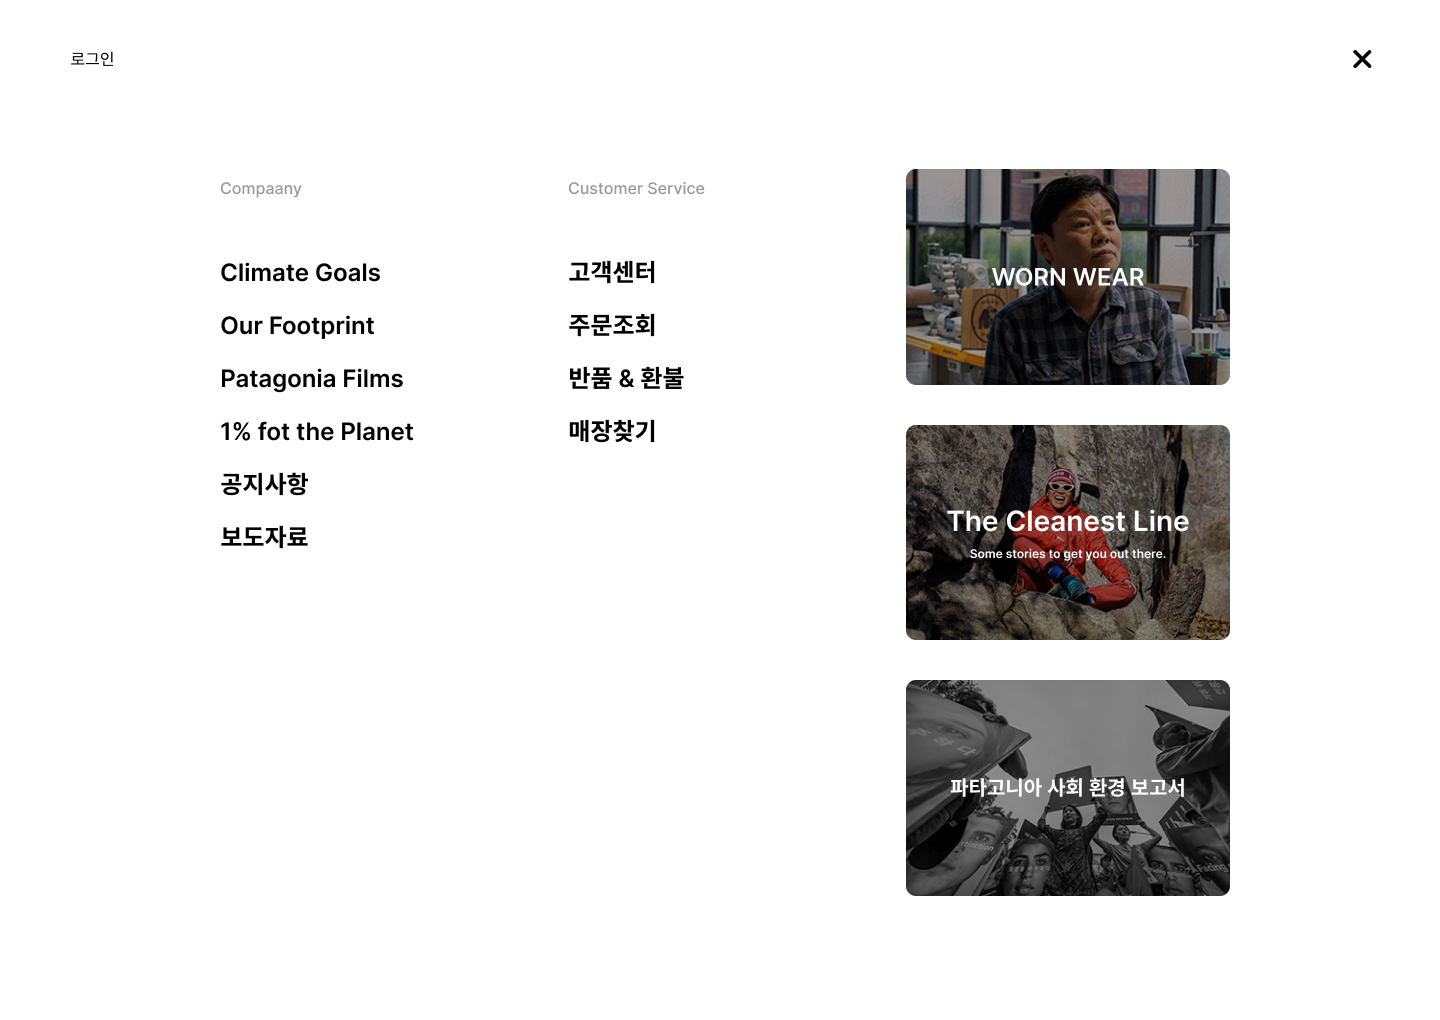 로그인
Compaany
Climate Goals
Our Footprint
Patagonia Films
1% fot the Planet
공지사항
보도자료
Customer Service
고객센터
주문조회
반품 & 환불
매장찾기
WORN WEAR
The Cleanest Line
Some stories to get you out there.
파타고니아 사회 환경 보고서
Facing